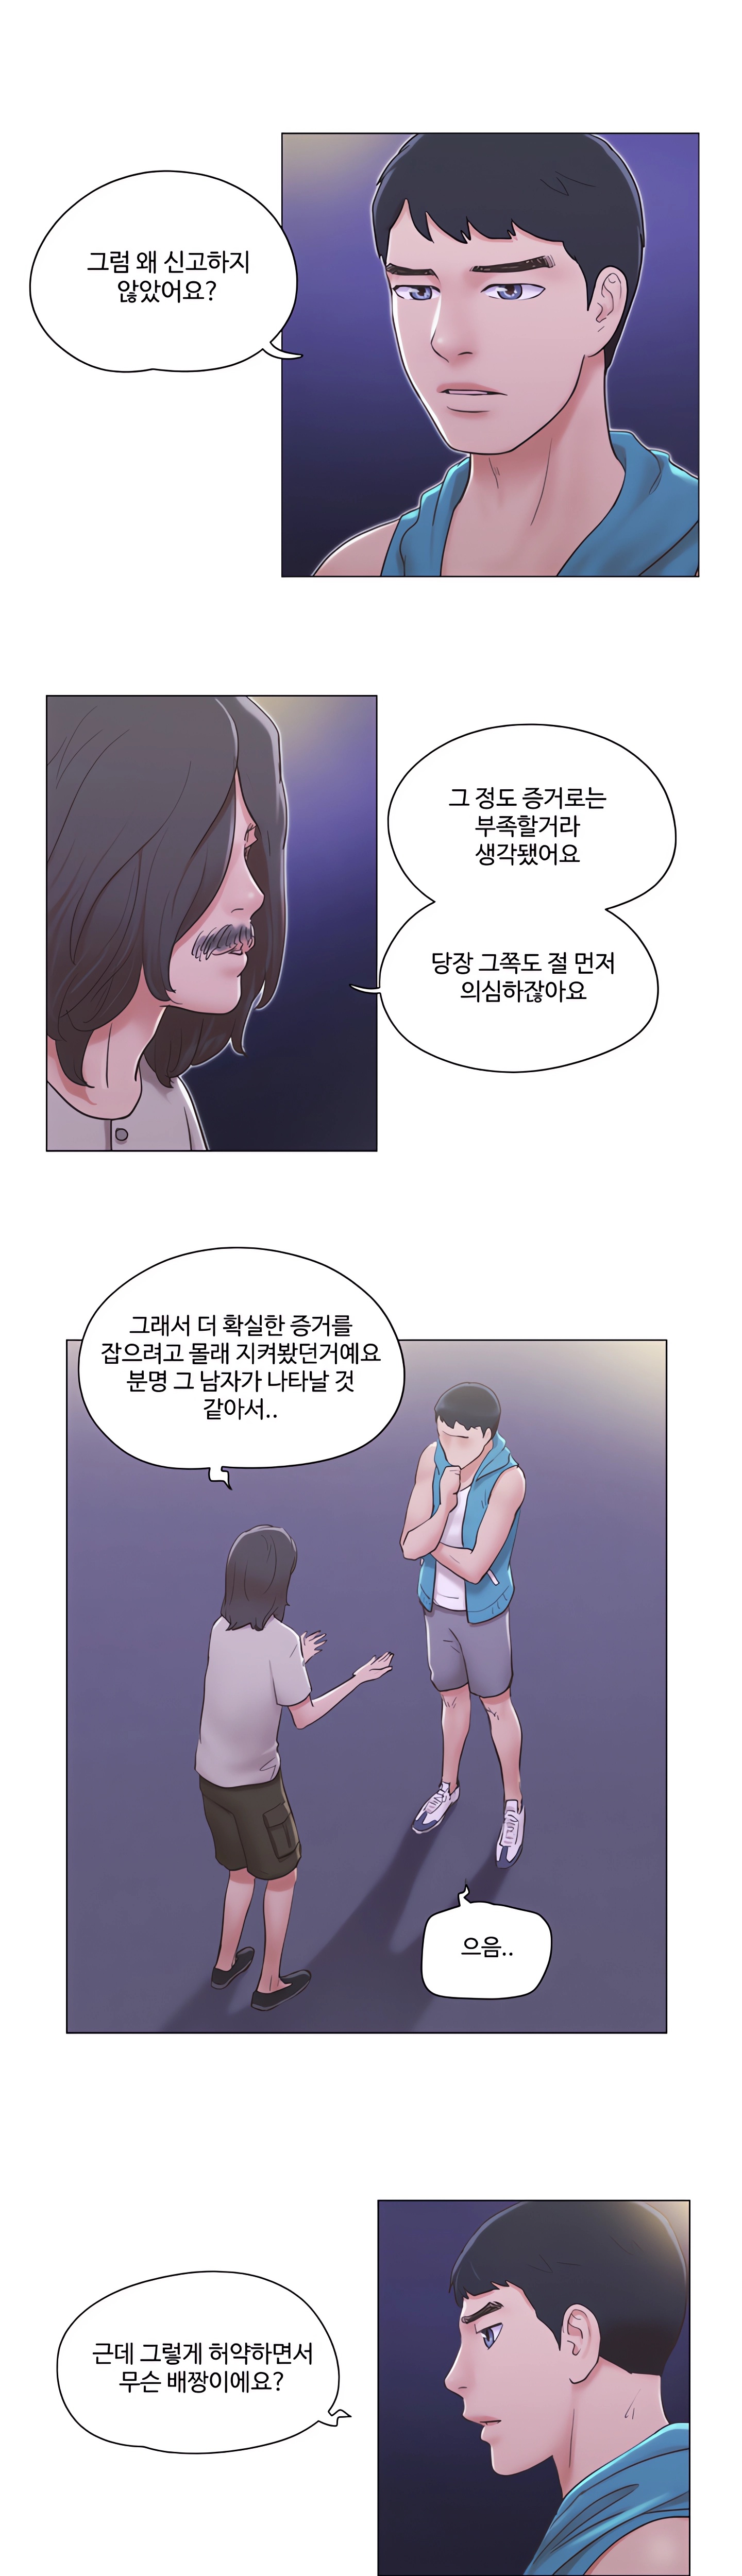 그럼 왜 신고하지
않았어요?
그 정도 증거로는
부족할거라
생각됐어요
당장 그쪽도 절 먼저
의심하잖아요
그래서 더 확실한 증거를
잡으려고 몰래 지켜봤던거예요
분명 그 남자가 나타날 것
같아서..
으음..
근데 그렇게 허약하면서
무슨 배짱이에요?